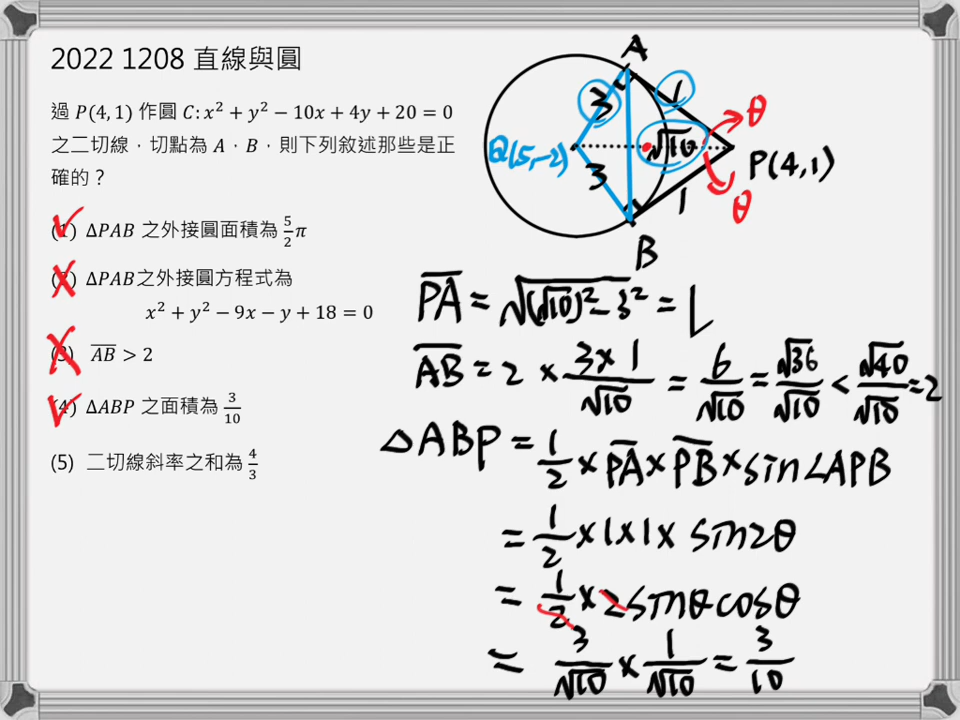 2022 1208 直線與圓
過 P(4, 1) 作圓 C: x² + y² − 10x + 4y + 20 = 0
之二切線，切點為 A，B，則下列敘述那些是正
確的？
(1) ΔPAB 之外接圓面積為 5/2 π
(2) ΔPAB之外接圓方程式為
x² + y² − 9x − y + 18 = 0
(3) \overline{AB} > 2
(4) ΔABP 之面積為 3/10
(5) 二切線斜率之和為 4/3
A
3
1
θ
Q(5,-2)
√10
P(4,1)
3
1
θ
B
\overline{PA} = √((√10)² - 3²) = 1
\overline{AB} = 2 × (3×1)/√10 = 6/√10 = √36/√10 < √40/√10 = 2
ΔABP = 1/2 × \overline{PA} × \overline{PB} × sin∠APB
= 1/2 × 1 × 1 × sin2θ
= 1/2 × 2sinθcosθ
= 3/√10 × 1/√10 = 3/10